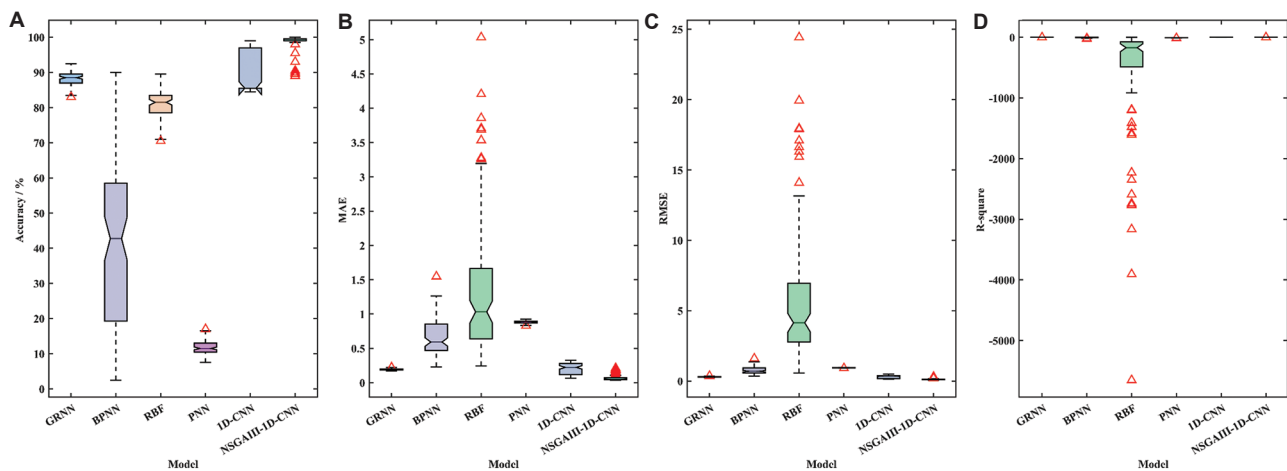 A
Accuracy / %
100
90
80
70
60
50
40
30
20
10
0
GRNN
BPNN
RBF
PNN
1D-CNN
NSGAIII-1D-CNN
Model
B
MAE
5
4.5
4
3.5
3
2.5
2
1.5
1
0.5
0
GRNN
BPNN
RBF
PNN
1D-CNN
NSGAIII-1D-CNN
Model
C
RMSE
25
20
15
10
5
0
GRNN
BPNN
RBF
PNN
1D-CNN
NSGAIII-1D-CNN
Model
D
R-square
0
-1000
-2000
-3000
-4000
-5000
GRNN
BPNN
RBF
PNN
1D-CNN
NSGAIII-1D-CNN
Model